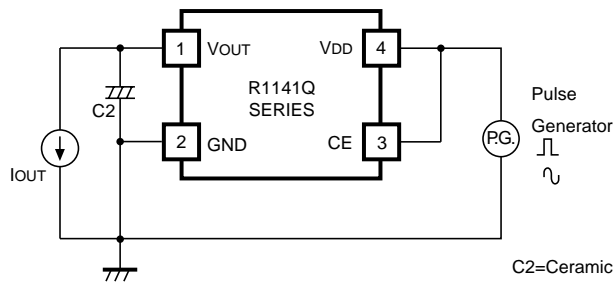 1 VOUT
VDD 4
R1141Q
SERIES
C2
2 GND
CE 3
IOUT
P.G.
Pulse
Generator
C2=Ceramic